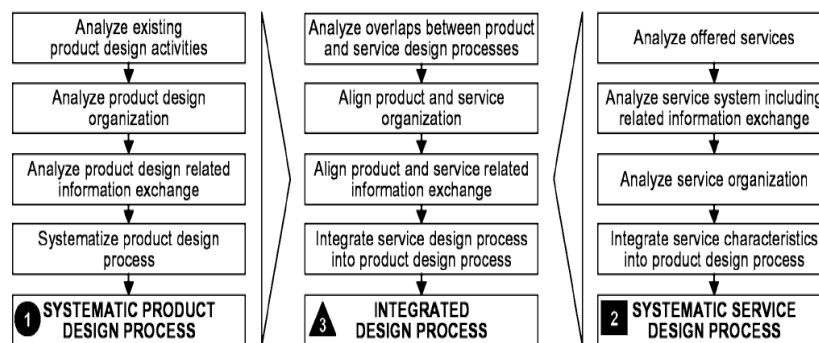 Analyze existing
product design activities
Analyze product design
organization
Analyze product design related
information exchange
Systematize product design
process
1 SYSTEMATIC PRODUCT
DESIGN PROCESS
Analyze overlaps between product
and service design processes
Align product and service
organization
Align product and service related
information exchange
Integrate service design process
into product design process
3 INTEGRATED
DESIGN PROCESS
Analyze offered services
Analyze service system including
related information exchange
Analyze service organization
Integrate service characteristics
into product design process
2 SYSTEMATIC SERVICE
DESIGN PROCESS